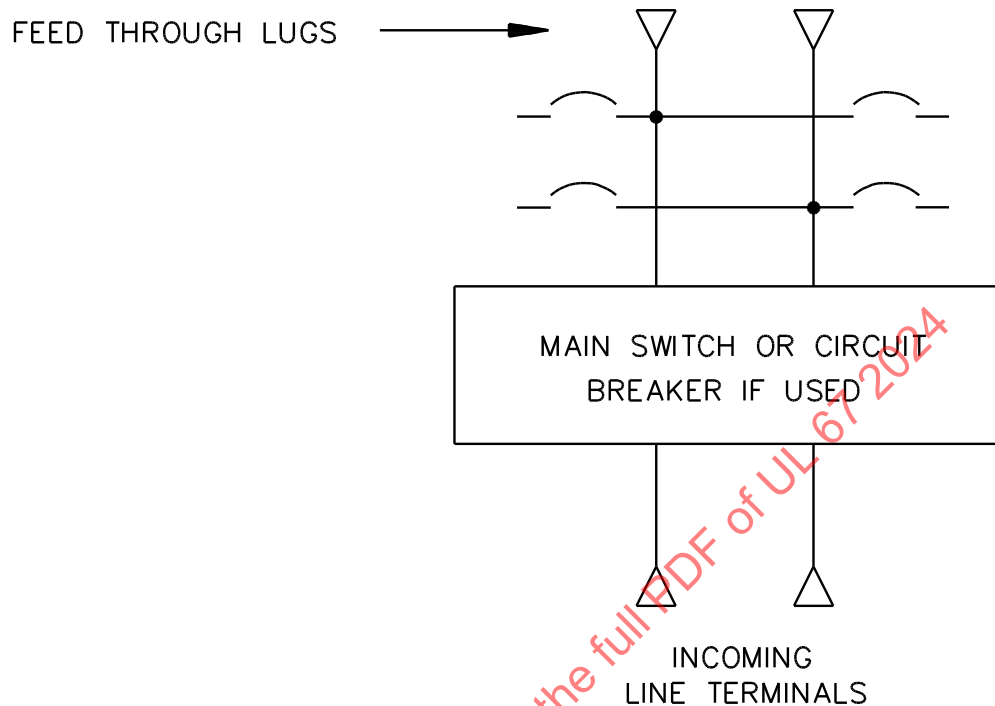 FEED THROUGH LUGS
MAIN SWITCH OR CIRCUIT
BREAKER IF USED
the full PDF of UL 67 2024
INCOMING
LINE TERMINALS